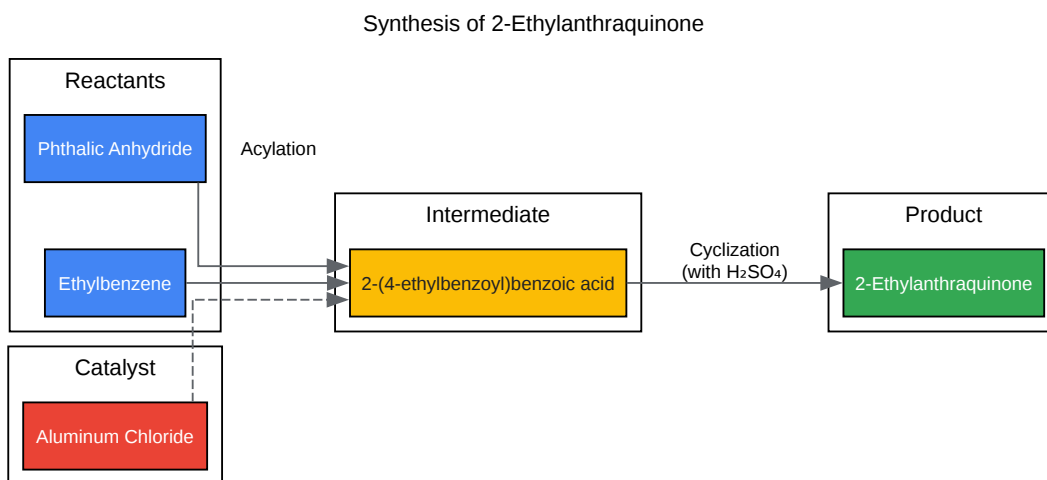 Synthesis of 2-Ethylanthraquinone
Reactants
Phthalic Anhydride
Acylation
Ethylbenzene
Intermediate
2-(4-ethylbenzoyl)benzoic acid
Cyclization
(with H₂SO₄)
Product
2-Ethylanthraquinone
Catalyst
Aluminum Chloride